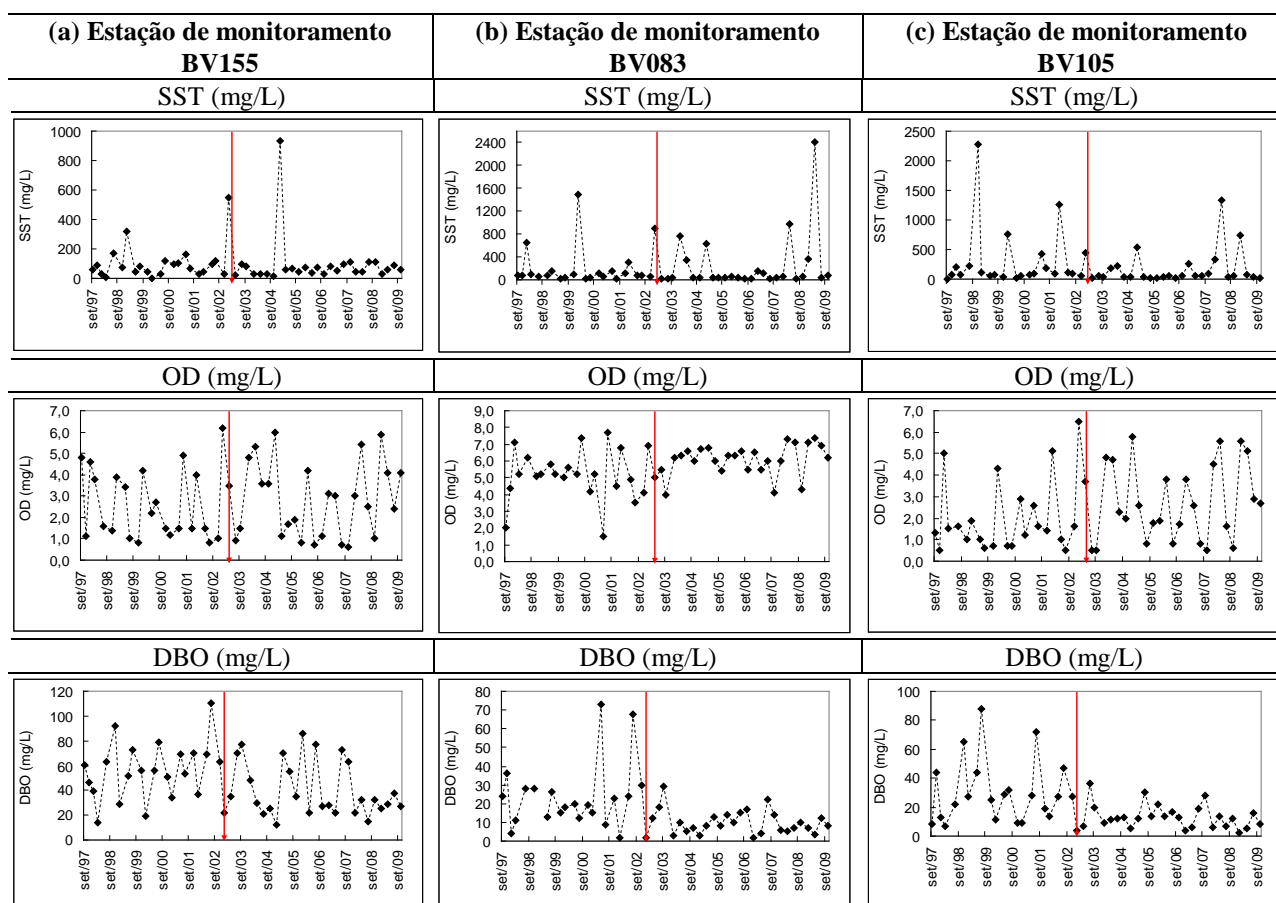 (a) Estação de monitoramento
BV155
(b) Estação de monitoramento
BV083
(c) Estação de monitoramento
BV105
SST (mg/L)
SST (mg/L)
SST (mg/L)
SST (mg/L)
1000
800
600
400
200
0
set/97
set/98
set/99
set/00
set/01
set/02
set/03
set/04
set/05
set/06
set/07
set/08
set/09
SST (mg/L)
2400
2000
1600
1200
800
400
0
set/97
set/98
set/99
set/00
set/01
set/02
set/03
set/04
set/05
set/06
set/07
set/08
set/09
SST (mg/L)
2500
2000
1500
1000
500
0
set/97
set/98
set/99
set/00
set/01
set/02
set/03
set/04
set/05
set/06
set/07
set/08
set/09
OD (mg/L)
OD (mg/L)
OD (mg/L)
OD (mg/L)
7,0
6,0
5,0
4,0
3,0
2,0
1,0
0,0
set/97
set/98
set/99
set/00
set/01
set/02
set/03
set/04
set/05
set/06
set/07
set/08
set/09
OD (mg/L)
9,0
8,0
7,0
6,0
5,0
4,0
3,0
2,0
1,0
0,0
set/97
set/98
set/99
set/00
set/01
set/02
set/03
set/04
set/05
set/06
set/07
set/08
set/09
OD (mg/L)
7,0
6,0
5,0
4,0
3,0
2,0
1,0
0,0
set/97
set/98
set/99
set/00
set/01
set/02
set/03
set/04
set/05
set/06
set/07
set/08
set/09
DBO (mg/L)
DBO (mg/L)
DBO (mg/L)
DBO (mg/L)
120
100
80
60
40
20
0
set/97
set/98
set/99
set/00
set/01
set/02
set/03
set/04
set/05
set/06
set/07
set/08
set/09
DBO (mg/L)
80
70
60
50
40
30
20
10
0
set/97
set/98
set/99
set/00
set/01
set/02
set/03
set/04
set/05
set/06
set/07
set/08
set/09
DBO (mg/L)
100
80
60
40
20
0
set/97
set/98
set/99
set/00
set/01
set/02
set/03
set/04
set/05
set/06
set/07
set/08
set/09